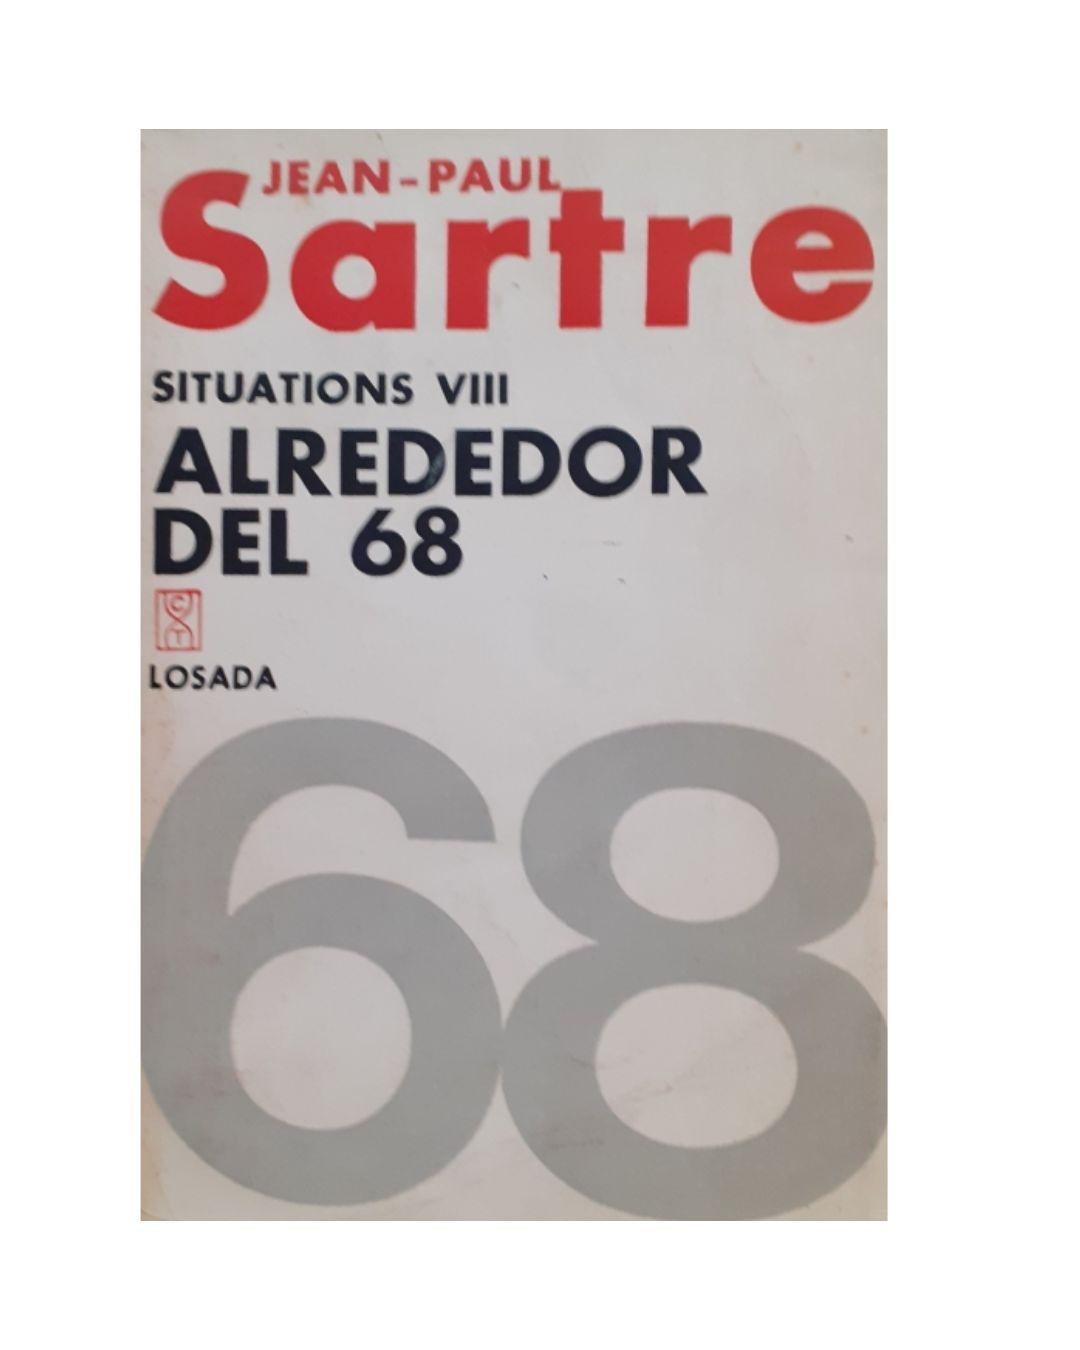 JEAN-PAUL
Sartre
SITUATIONS VIII
ALREDEDOR
DEL 68
C
T
LOSADA
68